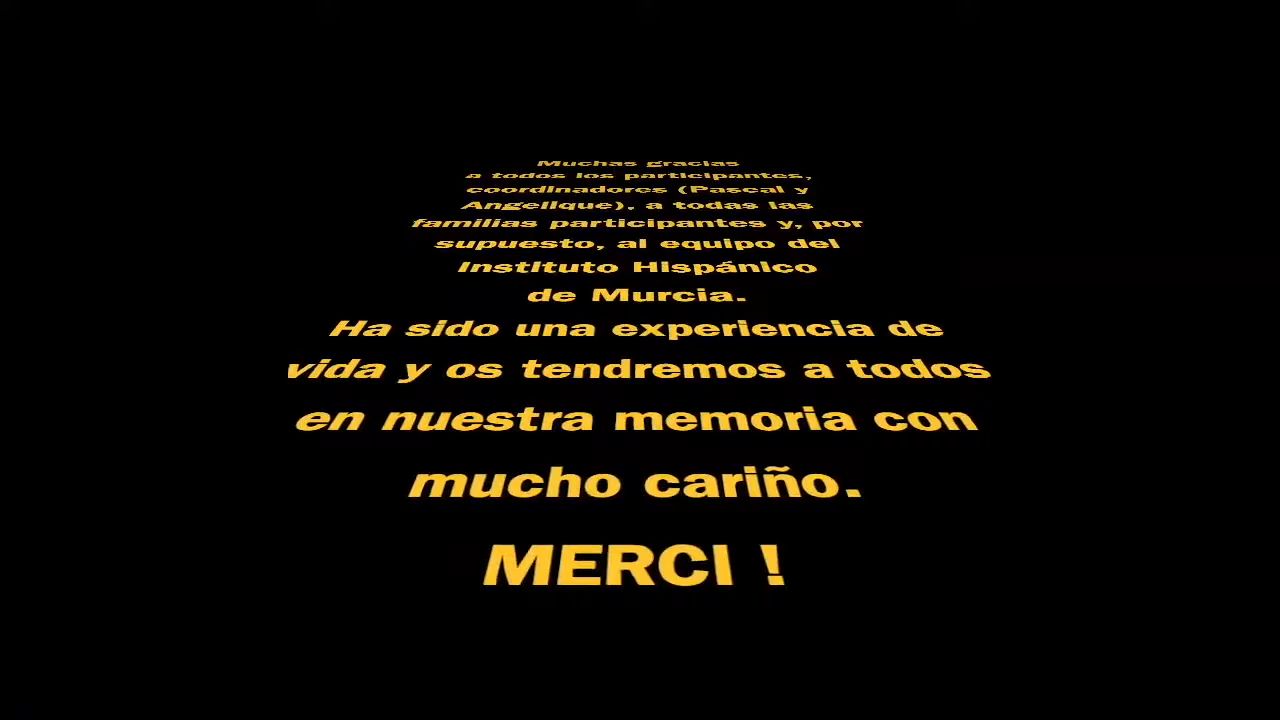 Muchas gracias
a todos los participantes,
coordinadores (Pascal y
Angelique), a todas las
familias participantes y, por
supuesto, al equipo del
Instituto Hispánico
de Murcia.
Ha sido una experiencia de
vida y os tendremos a todos
en nuestra memoria con
mucho cariño.
MERCI !